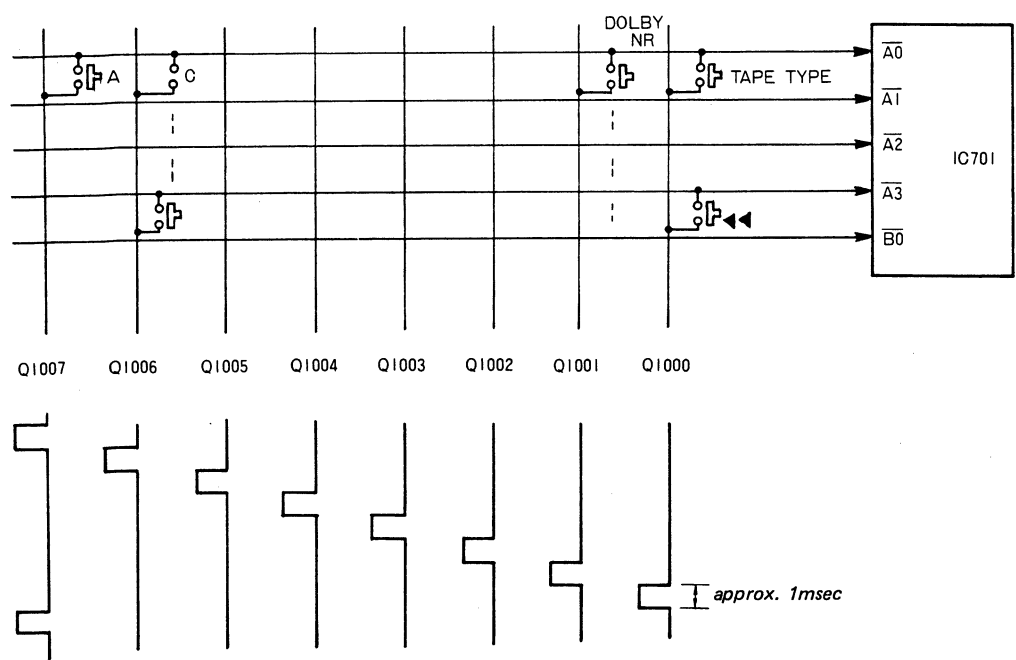 DOLBY
NR
A
C
TAPE TYPE
A0
A1
A2
A3
B0
IC701
Q1007 Q1006 Q1005 Q1004 Q1003 Q1002 Q1001 Q1000
approx. 1msec